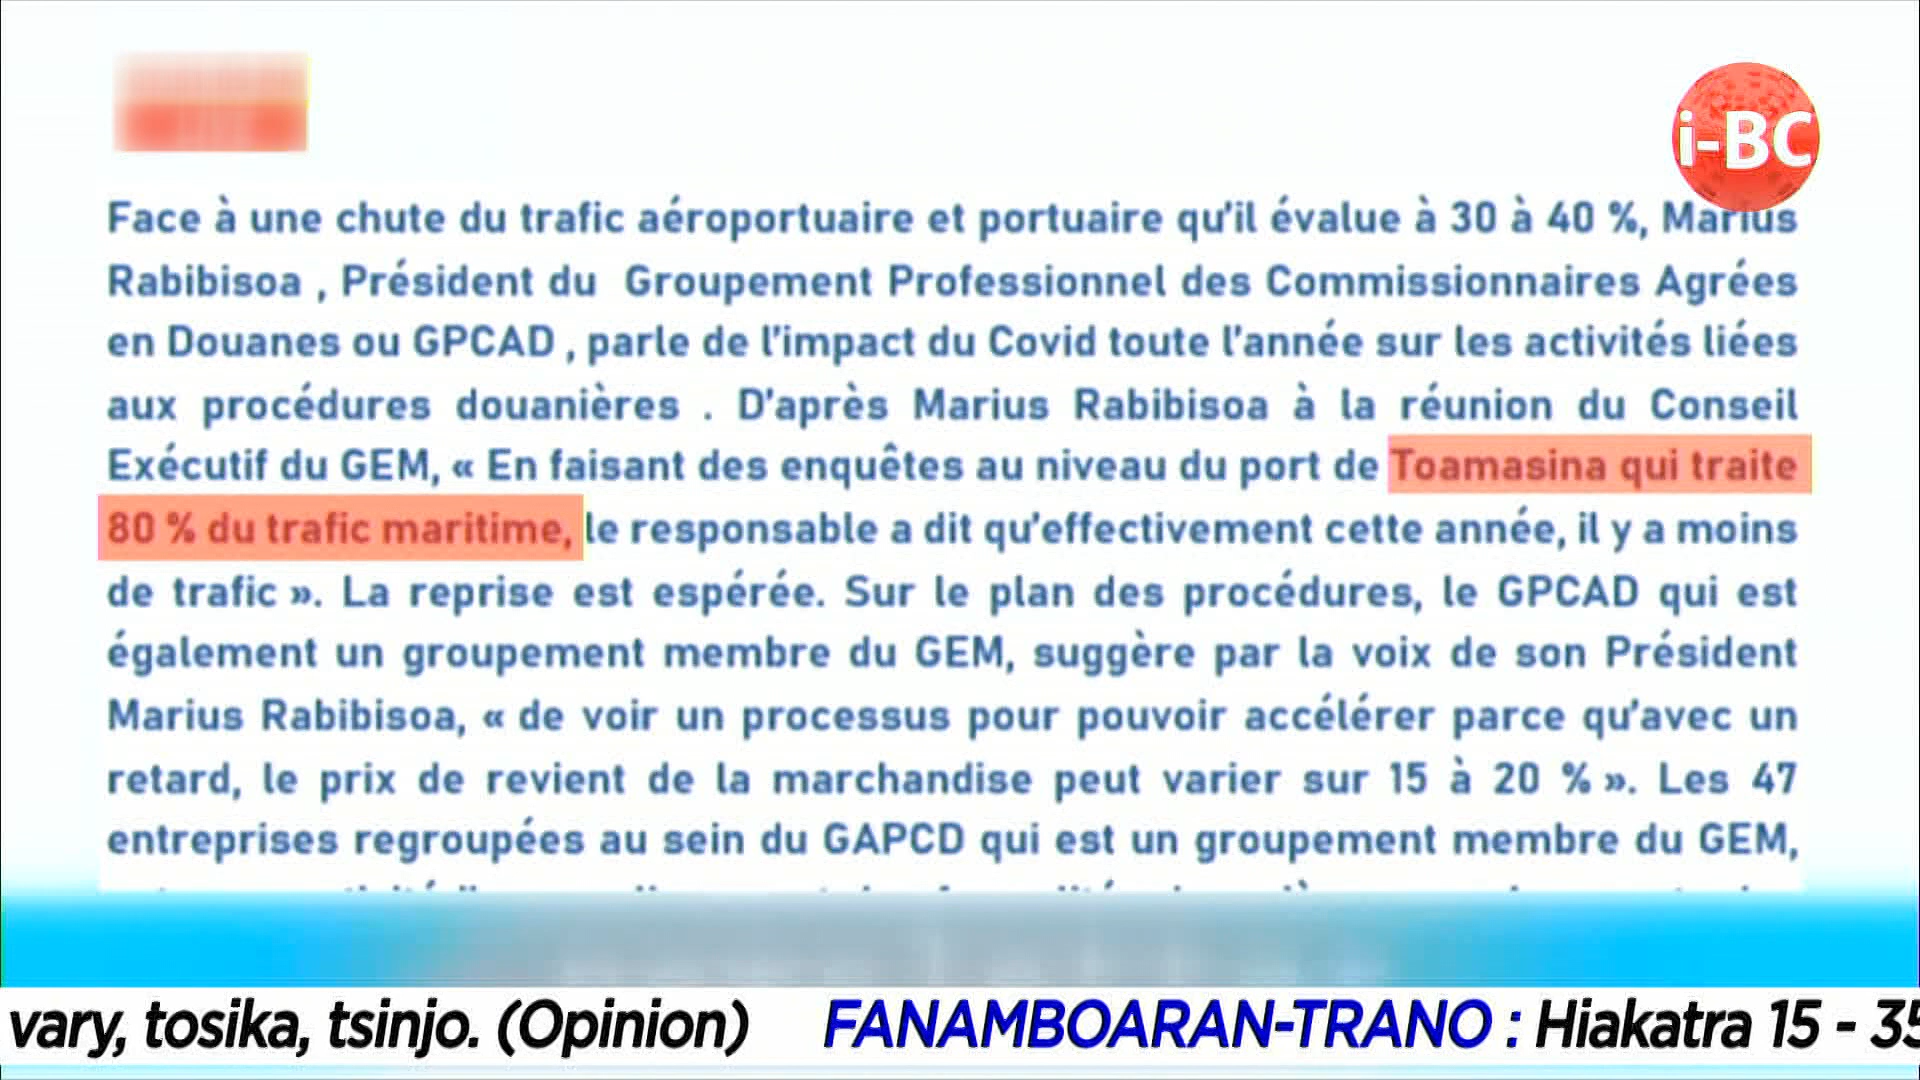 i-BC
Face à une chute du trafic aéroportuaire et portuaire qu'il évalue à 30 à 40 %, Marius
Rabibisoa , Président du Groupement Professionnel des Commissionnaires Agrées
en Douanes ou GPCAD , parle de l'impact du Covid toute l'année sur les activités liées
aux procédures douanières . D'après Marius Rabibisoa à la réunion du Conseil
Exécutif du GEM, « En faisant des enquêtes au niveau du port de Toamasina qui traite
80 % du trafic maritime, le responsable a dit qu'effectivement cette année, il y a moins
de trafic ». La reprise est espérée. Sur le plan des procédures, le GPCAD qui est
également un groupement membre du GEM, suggère par la voix de son Président
Marius Rabibisoa, « de voir un processus pour pouvoir accélérer parce qu'avec un
retard, le prix de revient de la marchandise peut varier sur 15 à 20 % ». Les 47
entreprises regroupées au sein du GAPCD qui est un groupement membre du GEM,
vary, tosika, tsinjo. (Opinion) FANAMBOARAN-TRANO : Hiakatra 15 - 35